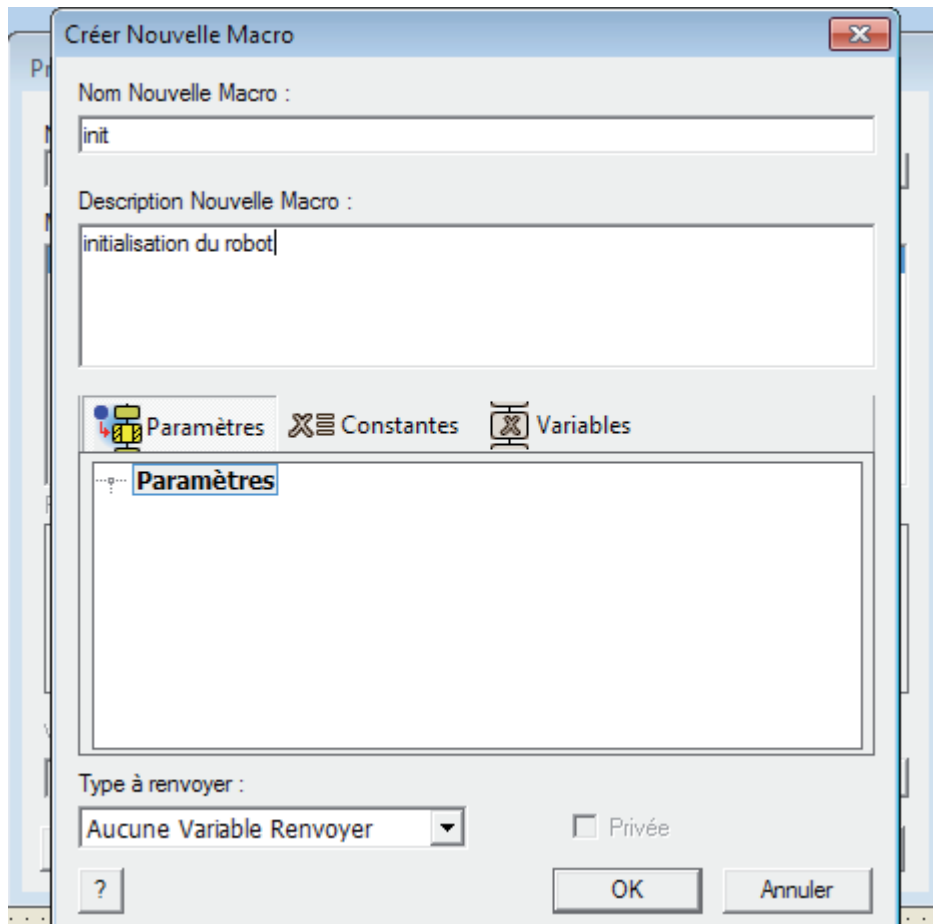 Créer Nouvelle Macro
Pr
Nom Nouvelle Macro :
init
Description Nouvelle Macro :
initialisation du robot
Paramètres Constantes Variables
Paramètres
Type à renvoyer :
Aucune Variable Renvoyer
Privée
? OK Annuler